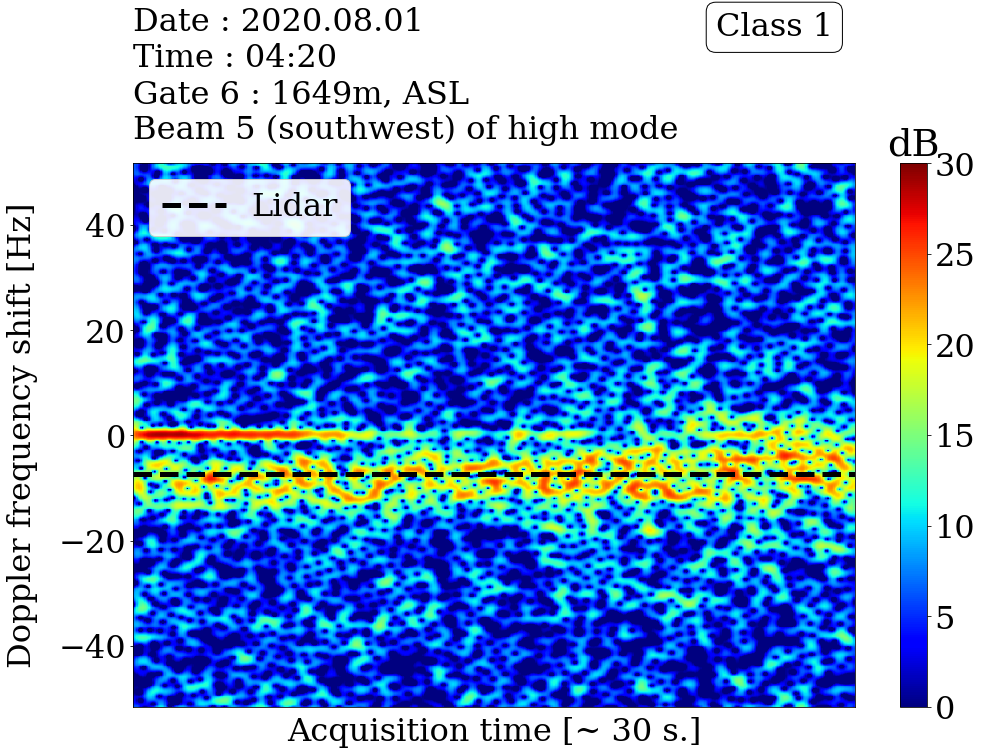 Date : 2020.08.01
Time : 04:20
Gate 6 : 1649m, ASL
Beam 5 (southwest) of high mode
Class 1
dB
Lidar
Doppler frequency shift [Hz]
40
20
0
−20
−40
Acquisition time [~ 30 s.]
30
25
20
15
10
5
0